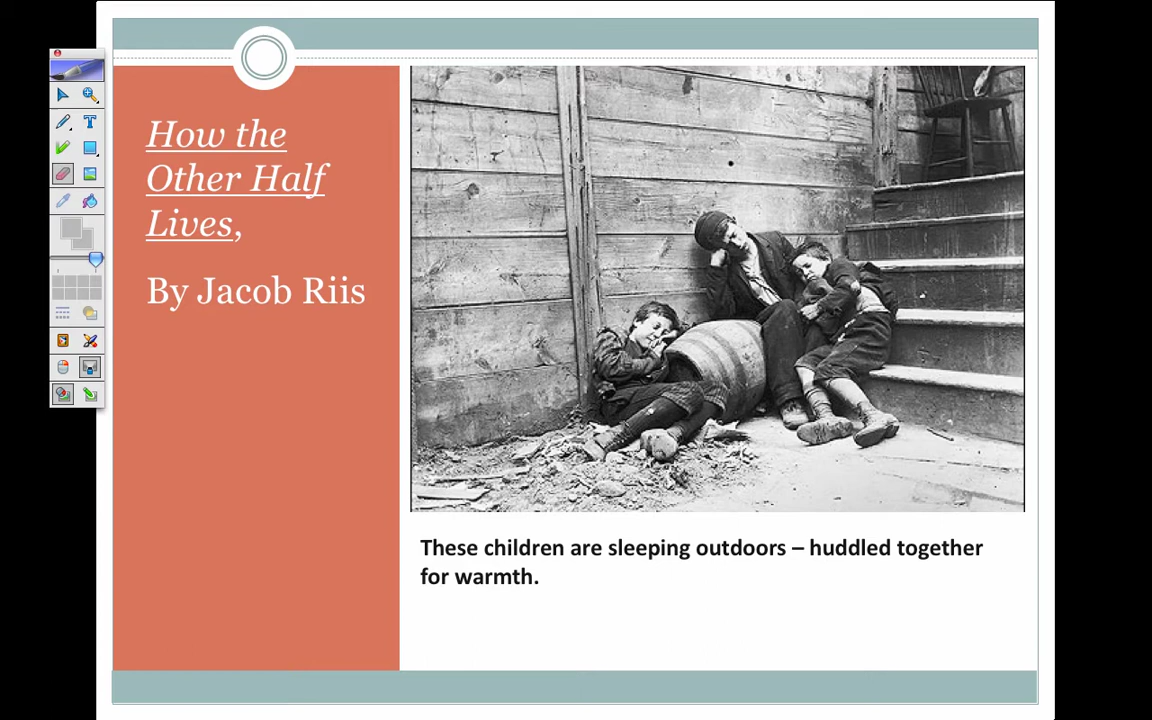 How the
Other Half
Lives,
By Jacob Riis
These children are sleeping outdoors – huddled together
for warmth.